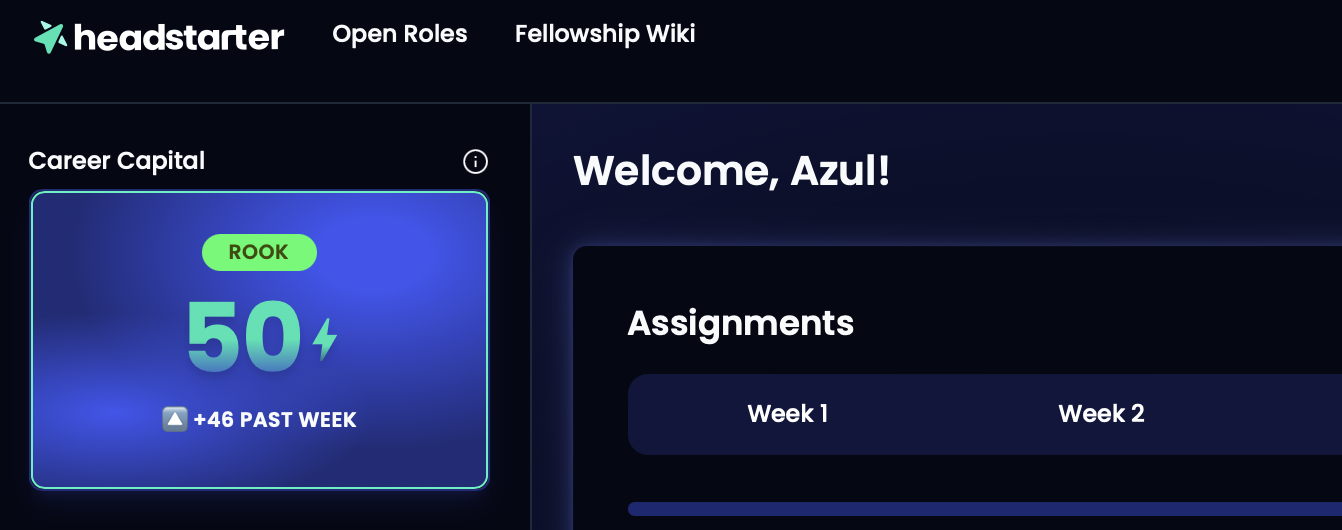 headstarter
Open Roles
Fellowship Wiki
Career Capital
ROOK
50
+46 PAST WEEK
Welcome, Azul!
Assignments
Week 1
Week 2